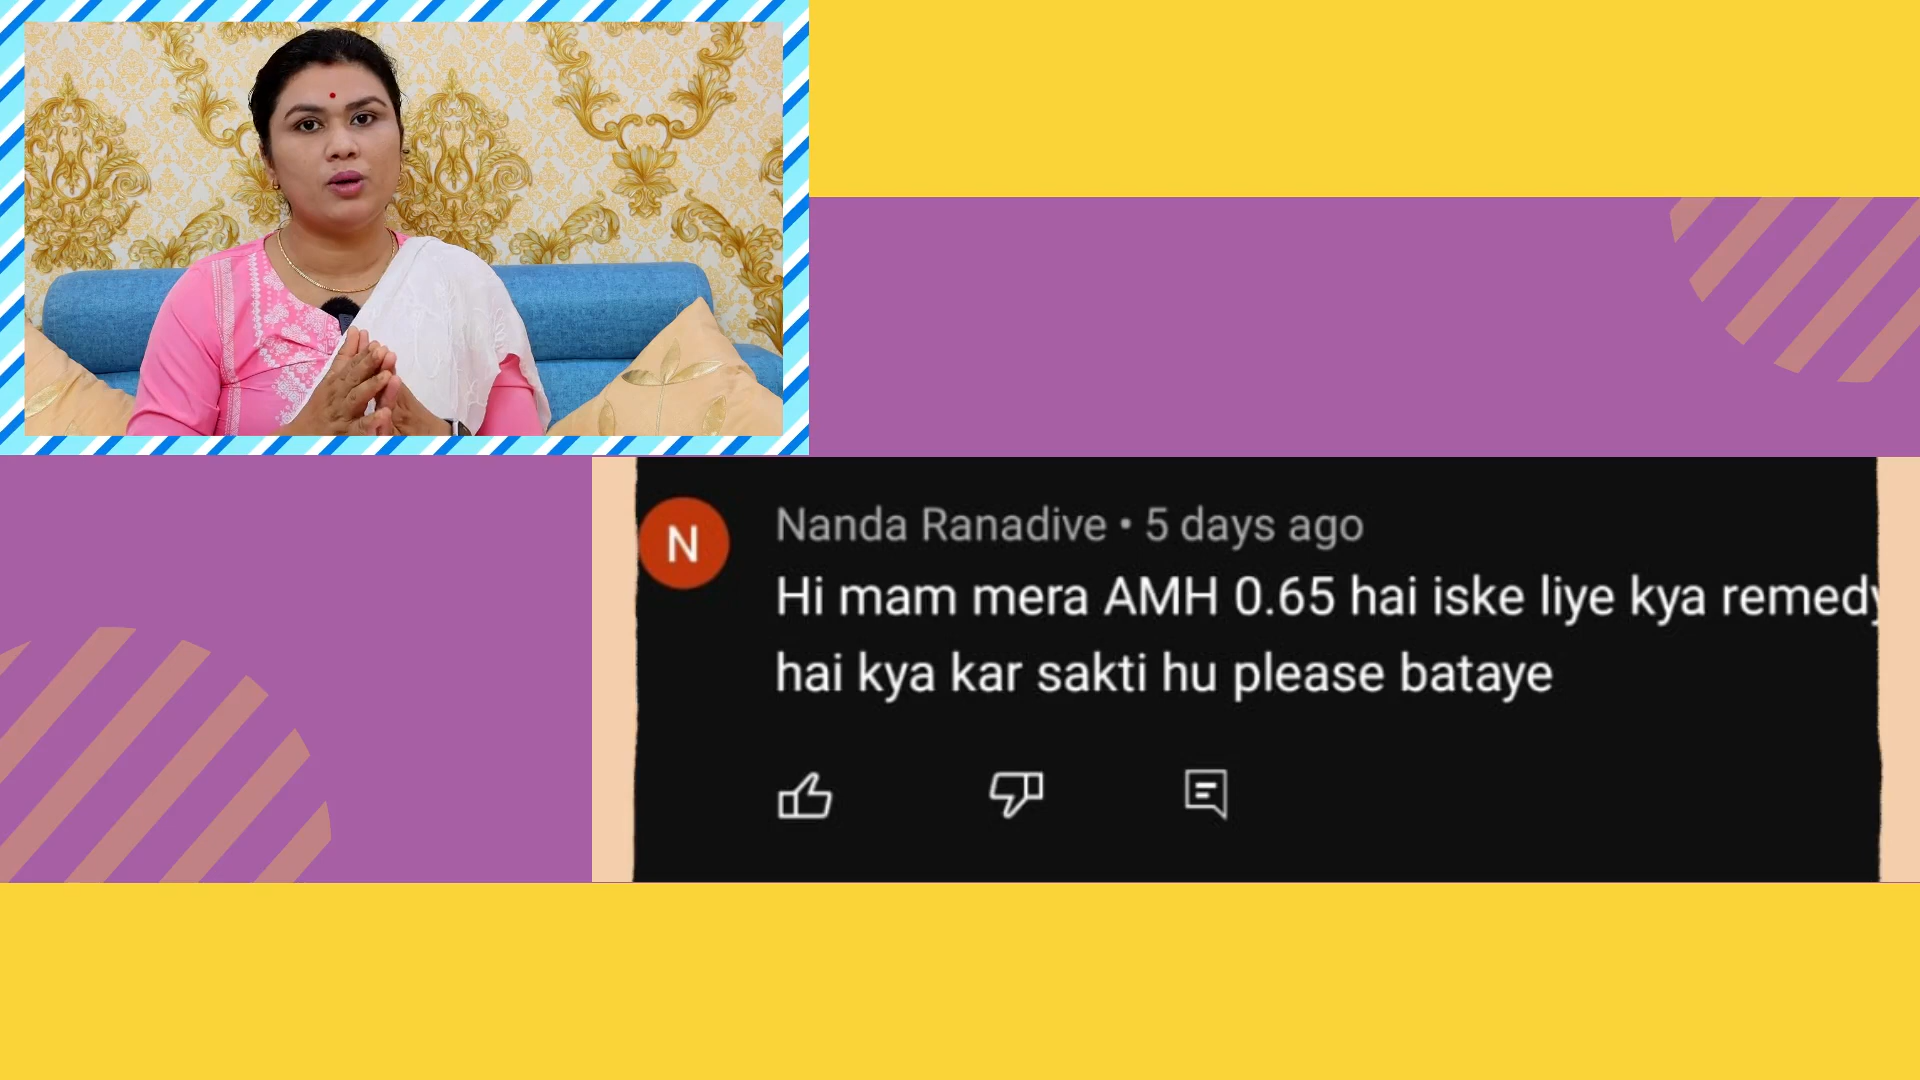 N
Nanda Ranadive • 5 days ago
Hi mam mera AMH 0.65 hai iske liye kya remedy
hai kya kar sakti hu please bataye